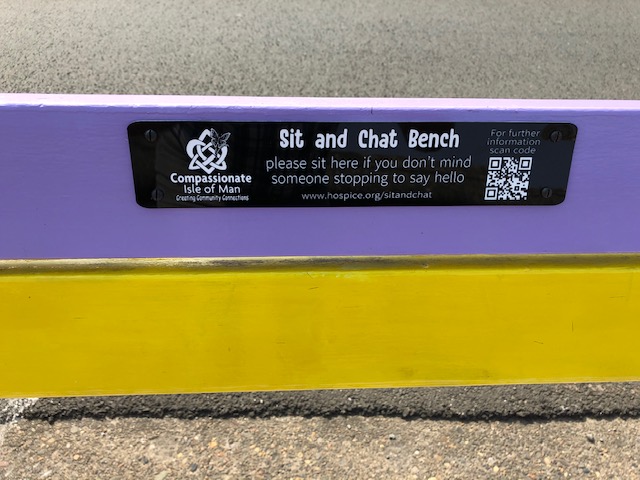 Compassionate
Isle of Man
Creating Community Connections
Sit and Chat Bench
please sit here if you don't mind
someone stopping to say hello
www.hospice.org/sitandchat
For further
information
scan code